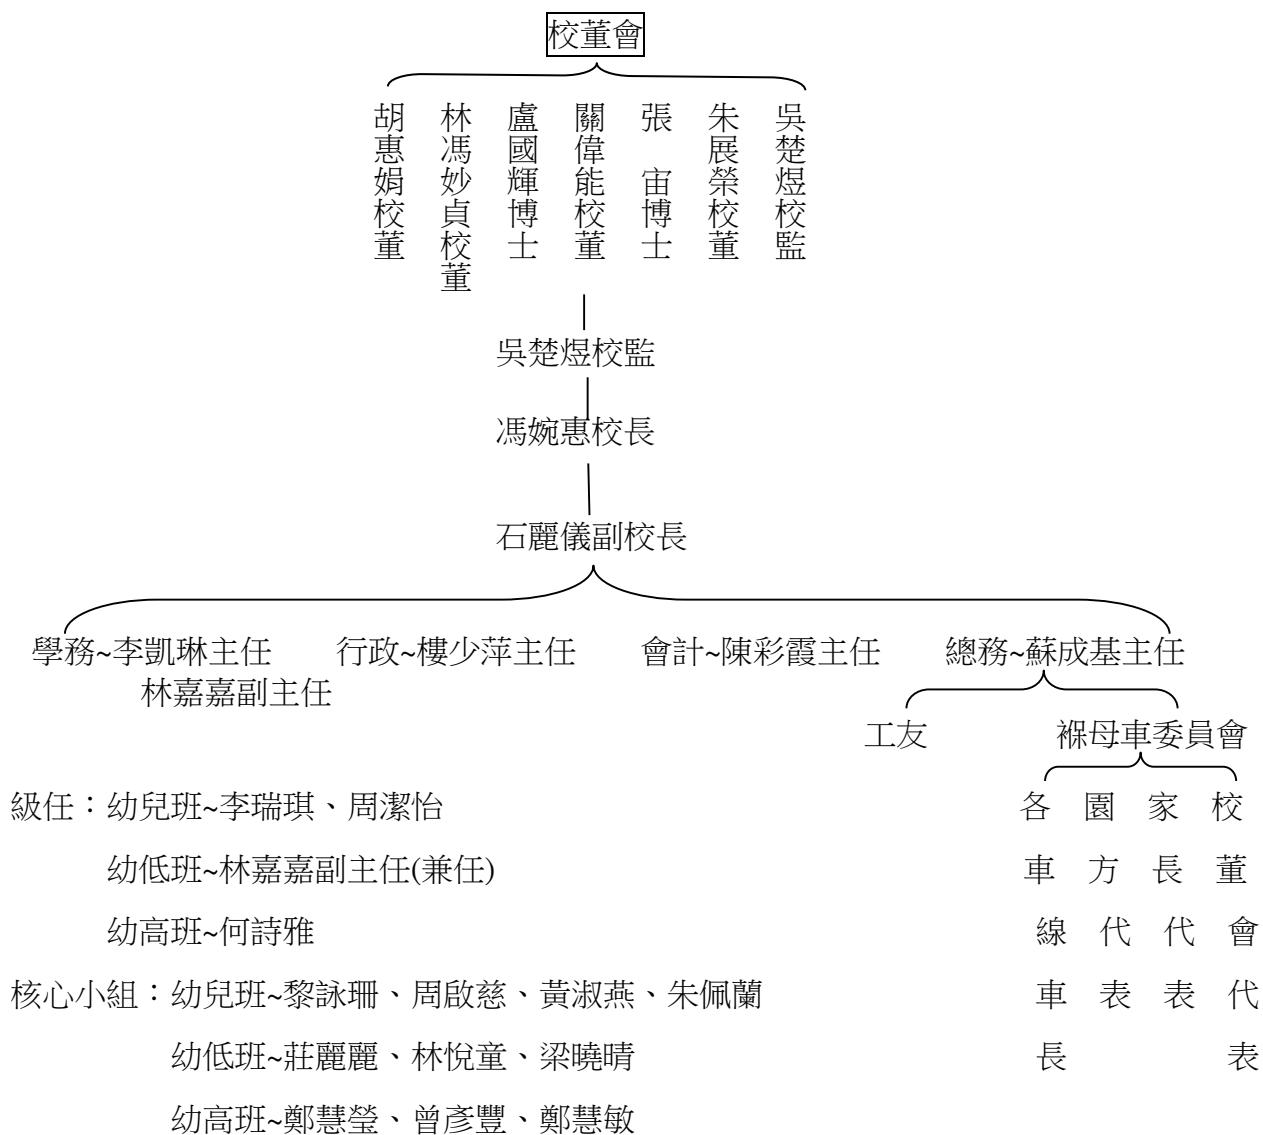 校董會
吳楚煜校監
朱展榮校董
張 宙博士
關偉能校董
盧國輝博士
林馮妙貞校董
胡惠娟校董
吳楚煜校監
馮婉惠校長
石麗儀副校長
學務~李凱琳主任 行政~樓少萍主任 會計~陳彩霞主任 總務~蘇成基主任
林嘉嘉副主任
工友 褓母車委員會
校董會代表
家長代表
園方代表
各車線車長
級任：幼兒班~李瑞琪、周潔怡
幼低班~林嘉嘉副主任(兼任)
幼高班~何詩雅
核心小組：幼兒班~黎詠珊、周啟慈、黃淑燕、朱佩蘭
幼低班~莊麗麗、林悅童、梁曉晴
幼高班~鄭慧瑩、曾彥豐、鄭慧敏